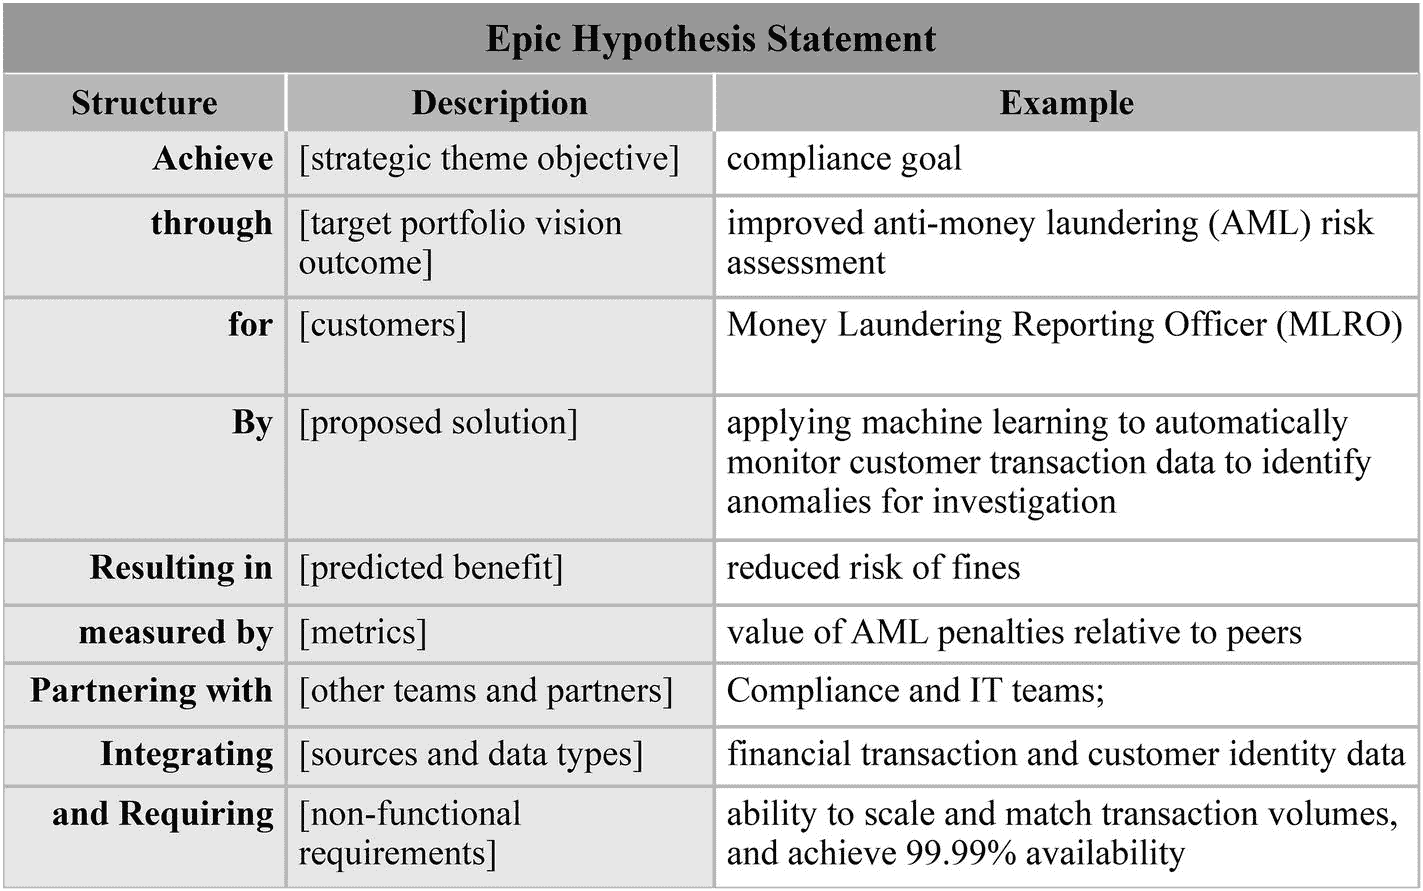 Epic Hypothesis Statement
Structure Description Example
Achieve [strategic theme objective] compliance goal
through [target portfolio vision improved anti-money laundering (AML) risk
outcome] assessment
for [customers] Money Laundering Reporting Officer (MLRO)
By [proposed solution] applying machine learning to automatically
monitor customer transaction data to identify
anomalies for investigation
Resulting in [predicted benefit] reduced risk of fines
measured by [metrics] value of AML penalties relative to peers
Partnering with [other teams and partners] Compliance and IT teams;
Integrating [sources and data types] financial transaction and customer identity data
and Requiring [non-functional ability to scale and match transaction volumes,
requirements] and achieve 99.99% availability